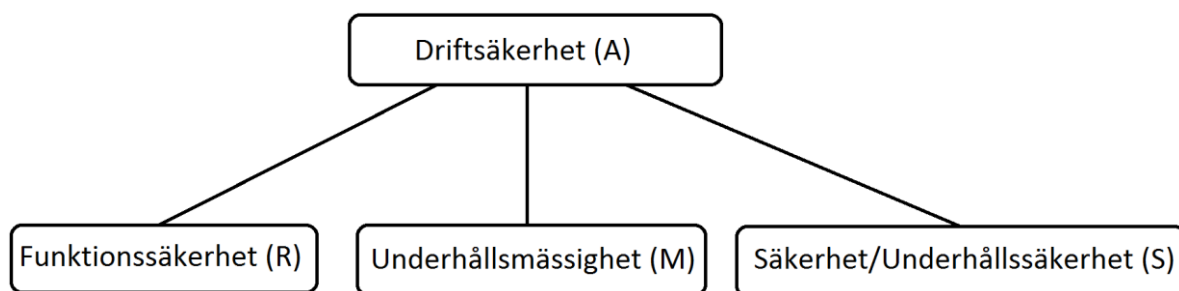 Driftsäkerhet (A)
Funktionssäkerhet (R)
Underhållsmässighet (M)
Säkerhet/Underhållssäkerhet (S)